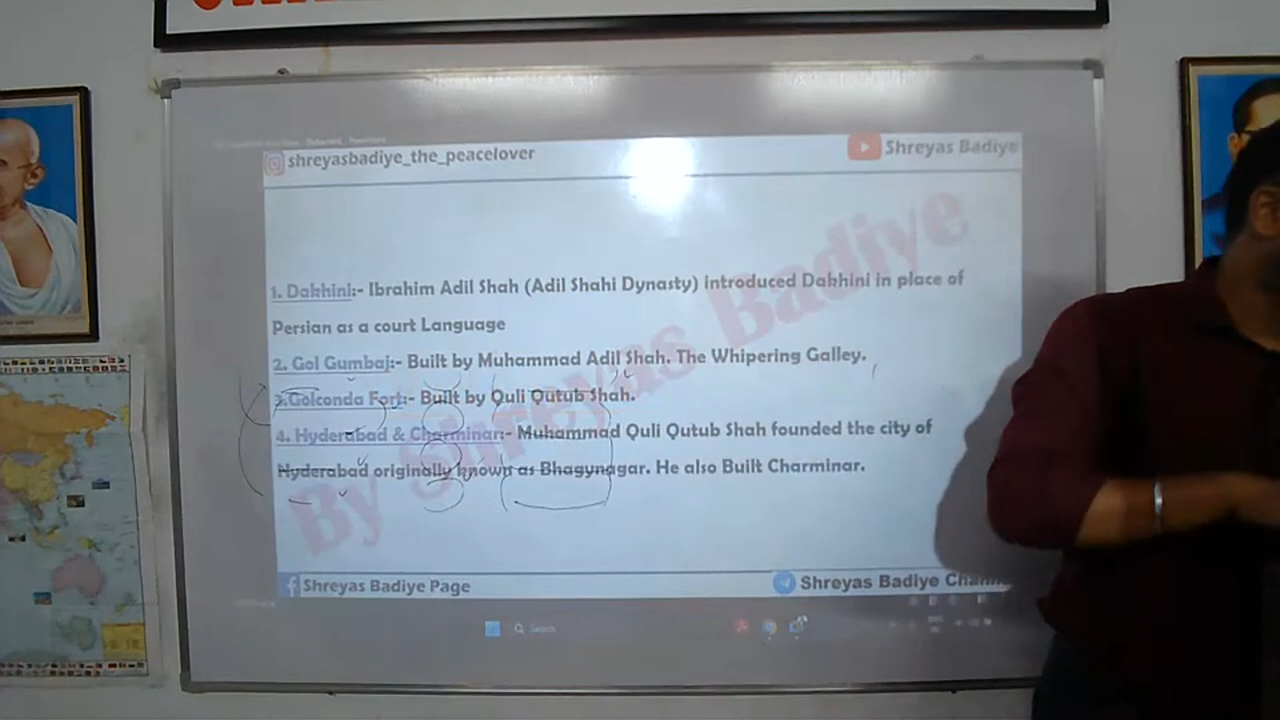 shreyasbadiye_the_peacelover
Shreyas Badiye
1. Dakhini:- Ibrahim Adil Shah (Adil Shahi Dynasty) introduced Dakhini in place of
Persian as a court Language
2. Gol Gumbaj:- Built by Muhammad Adil Shah. The Whipering Galley.
3.Golconda Fort:- Built by Quli Qutub Shah.
4. Hyderabad & Charminar:- Muhammad Quli Qutub Shah founded the city of
Hyderabad originally known as Bhagynagar. He also Built Charminar.
By Shreyas Badiye
Shreyas Badiye Page
Shreyas Badiye Channel
Search